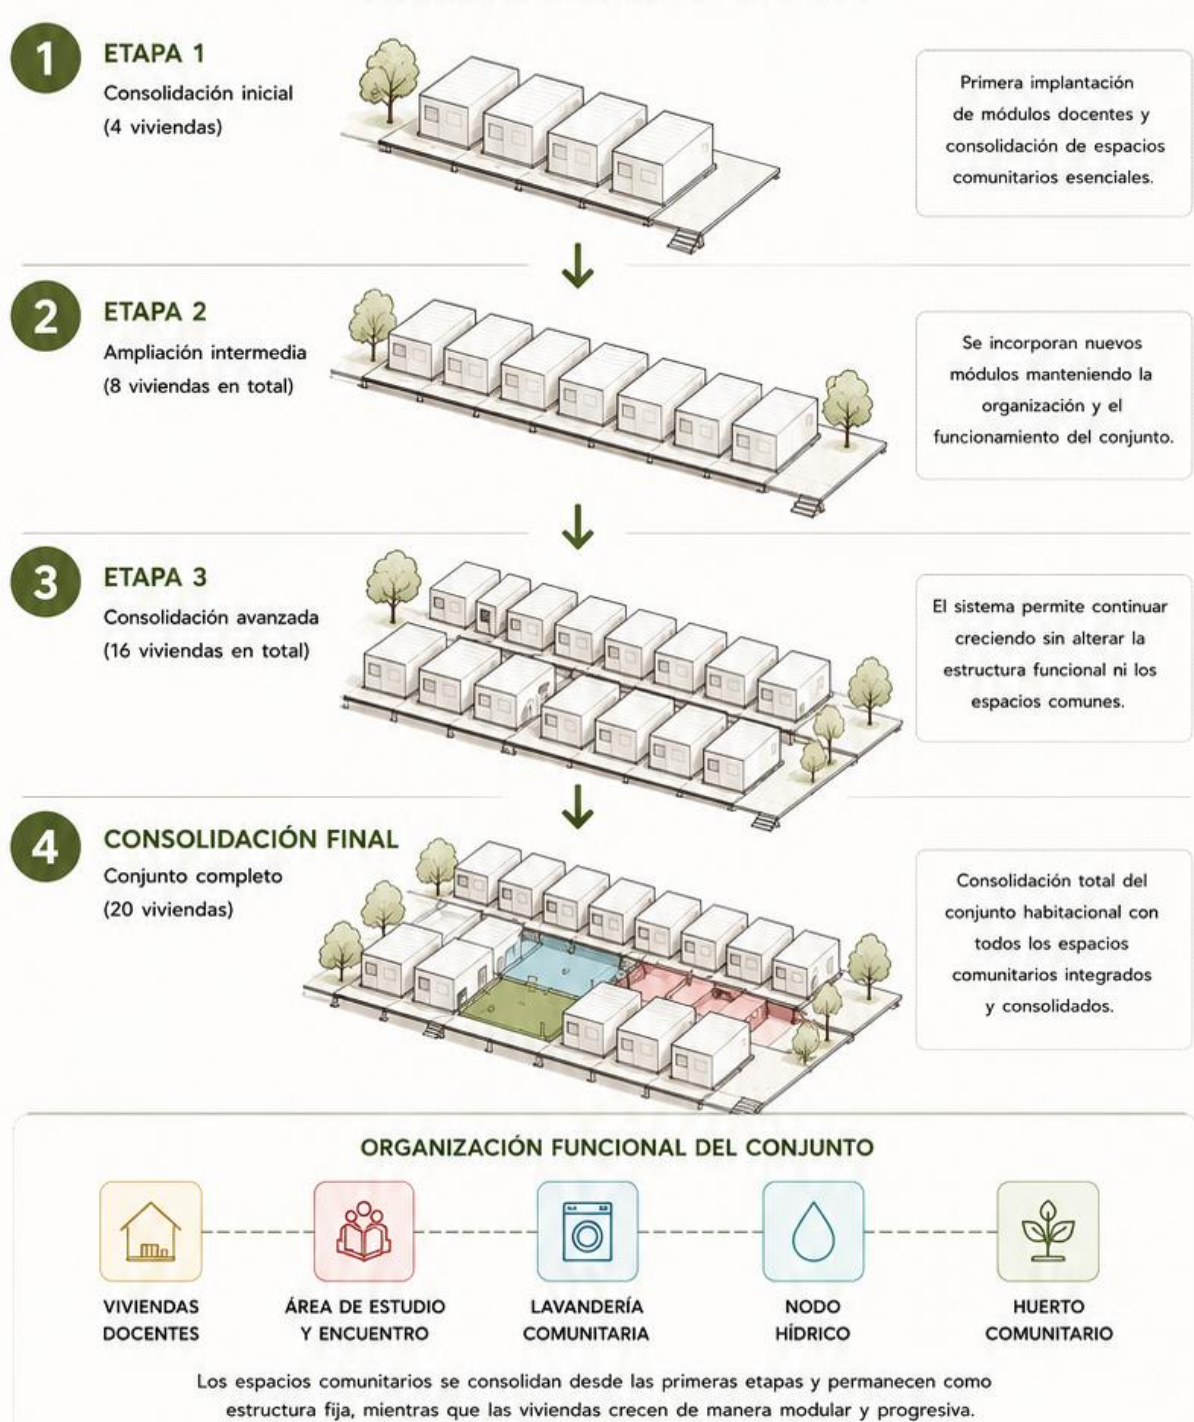 1
ETAPA 1
Consolidación inicial
(4 viviendas)
Primera implantación
de módulos docentes y
consolidación de espacios
comunitarios esenciales.
2
ETAPA 2
Ampliación intermedia
(8 viviendas en total)
Se incorporan nuevos
módulos manteniendo la
organización y el
funcionamiento del conjunto.
3
ETAPA 3
Consolidación avanzada
(16 viviendas en total)
El sistema permite continuar
creciendo sin alterar la
estructura funcional ni los
espacios comunes.
4
CONSOLIDACIÓN FINAL
Conjunto completo
(20 viviendas)
Consolidación total del
conjunto habitacional con
todos los espacios
comunitarios integrados
y consolidados.
ORGANIZACIÓN FUNCIONAL DEL CONJUNTO
VIVIENDAS
DOCENTES
ÁREA DE ESTUDIO
Y ENCUENTRO
LAVANDERÍA
COMUNITARIA
NODO
HÍDRICO
HUERTO
COMUNITARIO
Los espacios comunitarios se consolidan desde las primeras etapas y permanecen como
estructura fija, mientras que las viviendas crecen de manera modular y progresiva.